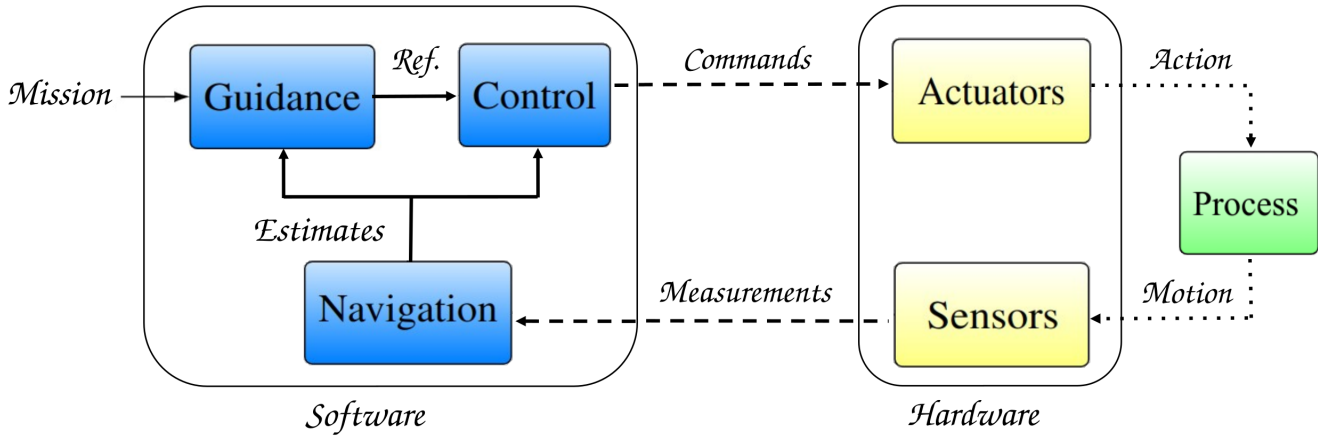 Mission
Guidance
Ref.
Control
Commands
Actuators
Action
Process
Estimates
Navigation
Measurements
Sensors
Motion
Software
Hardware